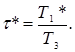 τ* = T₁* / T₃.